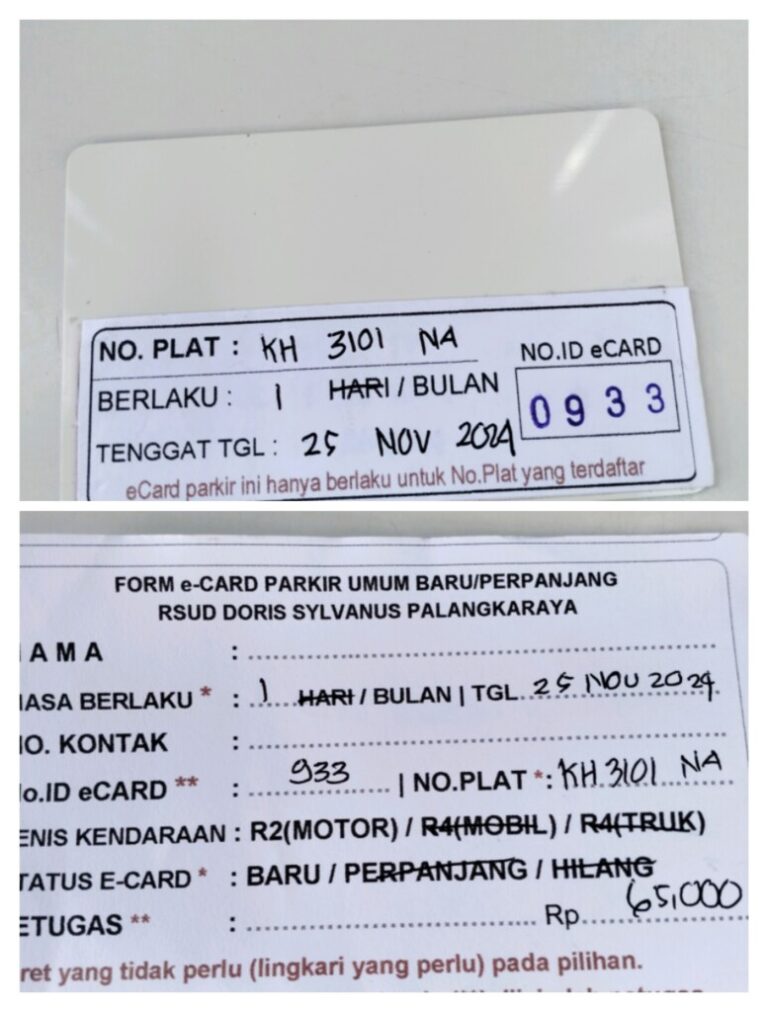 NO. PLAT : KH 3101 NA
NO.ID eCARD
BERLAKU : 1 HARI / BULAN
0933
TENGGAT TGL : 25 NOV 2024
eCard parkir ini hanya berlaku untuk No.Plat yang terdaftar
FORM e-CARD PARKIR UMUM BARU/PERPANJANG
RSUD DORIS SYLVANUS PALANGKARAYA
AMA :
ASA BERLAKU * : 1 HARI / BULAN | TGL 25 NOV 2024
O. KONTAK :
o.ID eCARD ** : 933 | NO.PLAT * : KH 3101 NA
ENIS KENDARAAN : R2(MOTOR) / R4(MOBIL) / R4(TRUK)
TATUS E-CARD * : BARU / PERPANJANG / HILANG
ETUGAS ** : Rp 65,000
ret yang tidak perlu (lingkari yang perlu) pada pilihan.